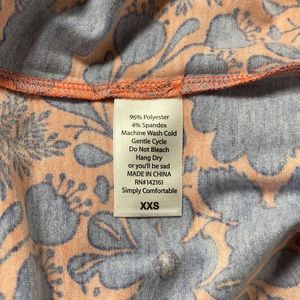 96% Polyester
4% Spandex
Machine Wash Cold
Gentle Cycle
Do Not Bleach
Hang Dry
or you'll be sad
MADE IN CHINA
RN#142161
Simply Comfortable
XXS